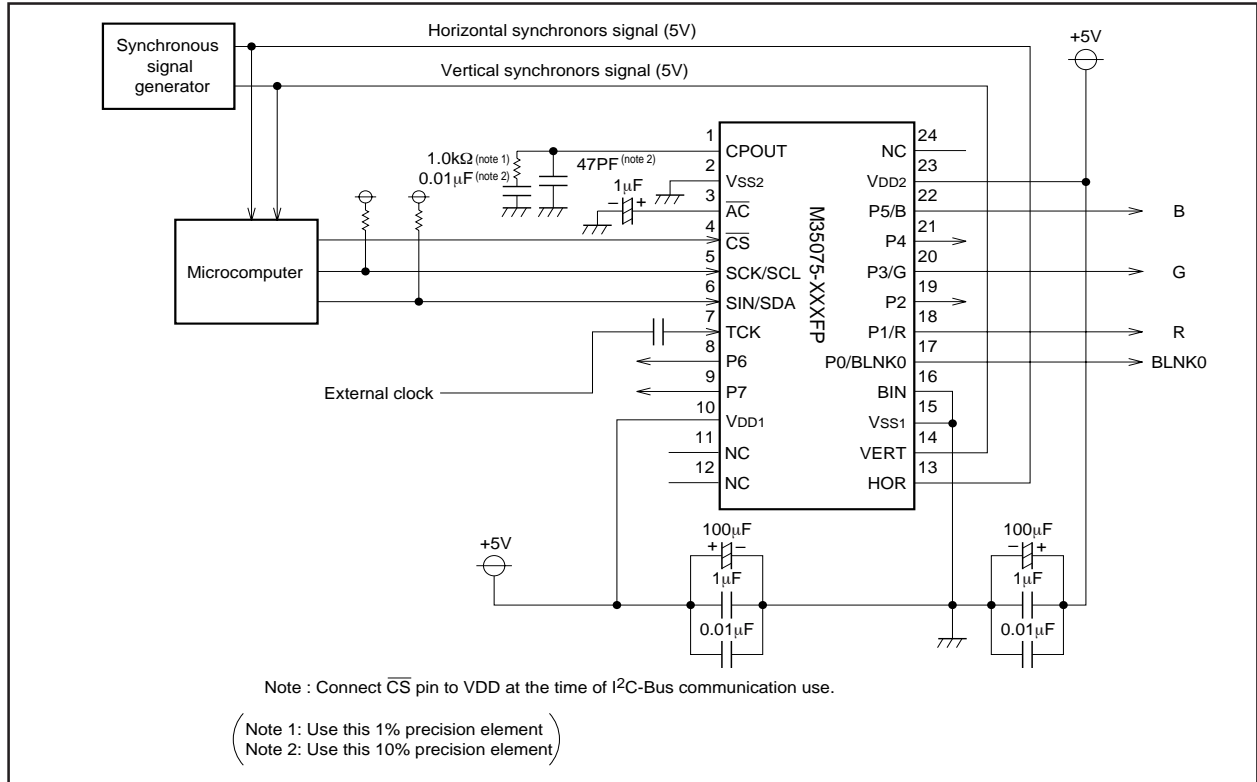 Horizontal synchronors signal (5V)
+5V
Synchronous
signal
generator
Vertical synchronors signal (5V)
1
24
CPOUT
NC
1.0kΩ (note 1)
47PF (note 2)
2
23
0.01µF (note 2)
VSS2
VDD2
1µF
3
22
− +
AC
P5/B
B
4
21
CS
P4
M35075-XXXFP
5
20
Microcomputer
SCK/SCL
P3/G
G
6
19
SIN/SDA
P2
7
18
TCK
P1/R
R
8
17
P6
P0/BLNK0
BLNK0
9
16
External clock
P7
BIN
10
15
VDD1
VSS1
11
14
NC
VERT
12
13
NC
HOR
100µF
100µF
+5V
+ −
− +
1µF
1µF
0.01µF
0.01µF
Note : Connect CS pin to VDD at the time of I2C-Bus communication use.
Note 1: Use this 1% precision element
Note 2: Use this 10% precision element